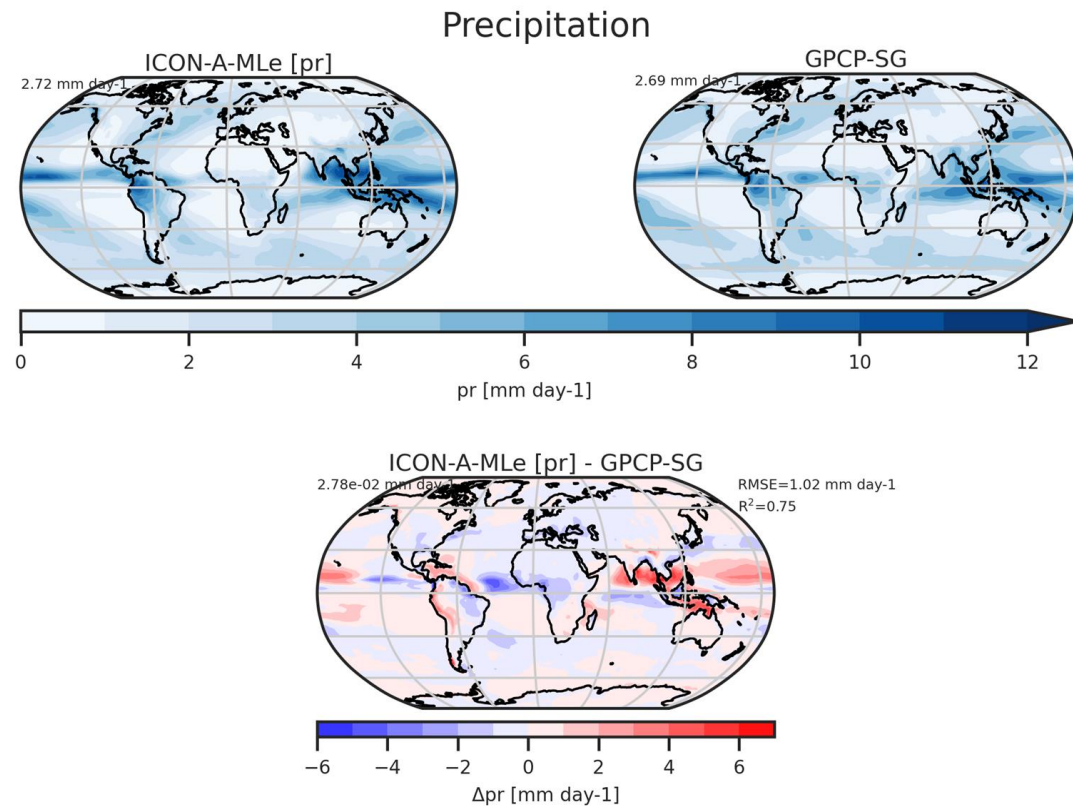 Precipitation
ICON-A-MLe [pr]
GPCP-SG
2.72 mm day-1
2.69 mm day-1
0 2 4 6 8 10 12
pr [mm day-1]
ICON-A-MLe [pr] - GPCP-SG
2.78e-02 mm day-1
RMSE=1.02 mm day-1
R²=0.75
−6 −4 −2 0 2 4 6
Δpr [mm day-1]